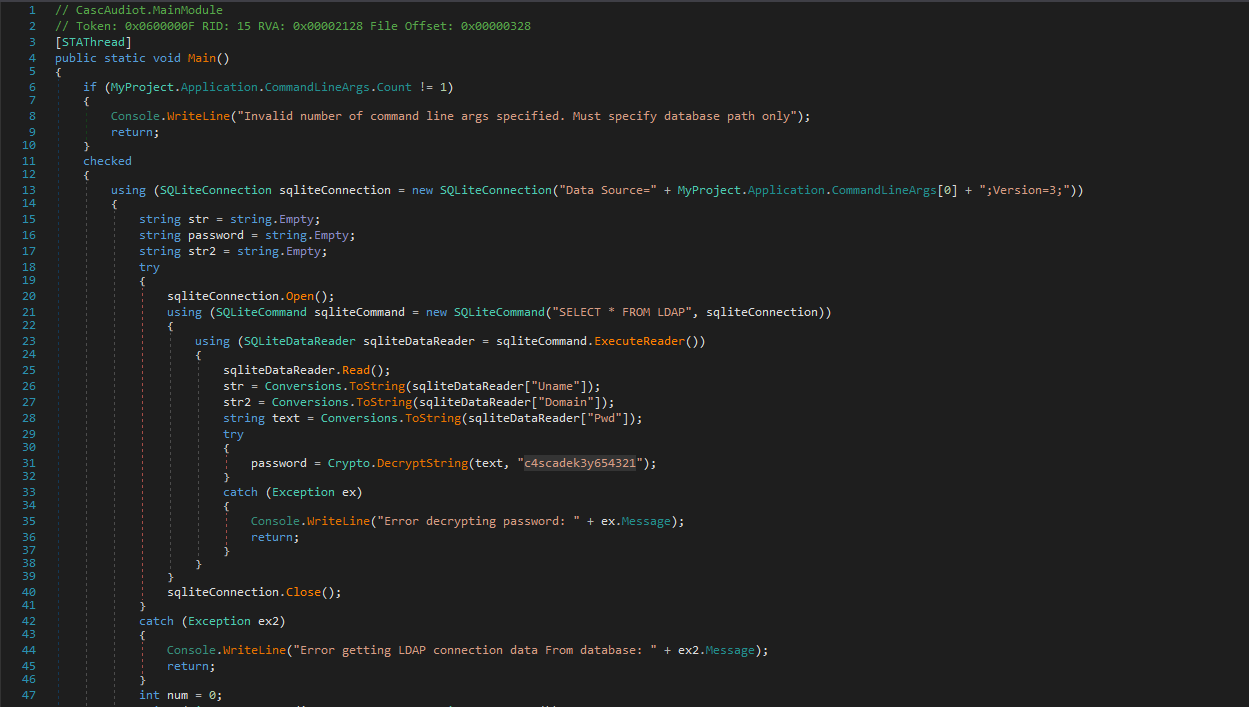 1 // CascAudiot.MainModule
2 // Token: 0x0600000F RID: 15 RVA: 0x00002128 File Offset: 0x00000328
3 [STAThread]
4 public static void Main()
5 {
6 if (MyProject.Application.CommandLineArgs.Count != 1)
7 {
8 Console.WriteLine("Invalid number of command line args specified. Must specify database path only");
9 return;
10 }
11 checked
12 {
13 using (SQLiteConnection sqliteConnection = new SQLiteConnection("Data Source=" + MyProject.Application.CommandLineArgs[0] + ";Version=3;"))
14 {
15 string str = string.Empty;
16 string password = string.Empty;
17 string str2 = string.Empty;
18 try
19 {
20 sqliteConnection.Open();
21 using (SQLiteCommand sqliteCommand = new SQLiteCommand("SELECT * FROM LDAP", sqliteConnection))
22 {
23 using (SQLiteDataReader sqliteDataReader = sqliteCommand.ExecuteReader())
24 {
25 sqliteDataReader.Read();
26 str = Conversions.ToString(sqliteDataReader["Uname"]);
27 str2 = Conversions.ToString(sqliteDataReader["Domain"]);
28 string text = Conversions.ToString(sqliteDataReader["Pwd"]);
29 try
30 {
31 password = Crypto.DecryptString(text, "c4scadek3y654321");
32 }
33 catch (Exception ex)
34 {
35 Console.WriteLine("Error decrypting password: " + ex.Message);
36 return;
37 }
38 }
39 }
40 sqliteConnection.Close();
41 }
42 catch (Exception ex2)
43 {
44 Console.WriteLine("Error getting LDAP connection data From database: " + ex2.Message);
45 return;
46 }
47 int num = 0;